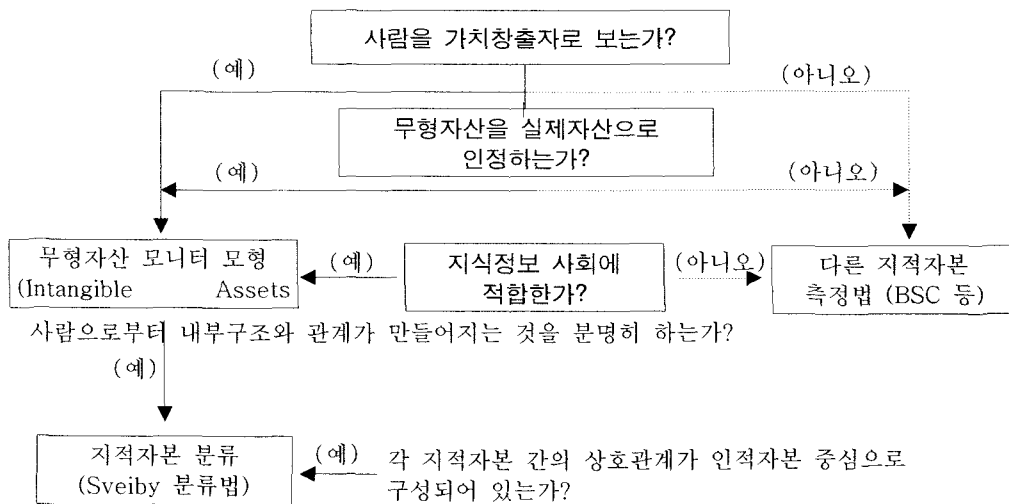 사람을 가치창출자로 보는가?
(예)
(아니오)
무형자산을 실제자산으로
인정하는가?
(예)
(아니오)
무형자산 모니터 모형
(Intangible Assets
(예)
지식정보 사회에
적합한가?
(아니오)
다른 지적자본
측정법 (BSC 등)
사람으로부터 내부구조와 관계가 만들어지는 것을 분명히 하는가?
(예)
지적자본 분류
(Sveiby 분류법)
(예)
각 지적자본 간의 상호관계가 인적자본 중심으로
구성되어 있는가?